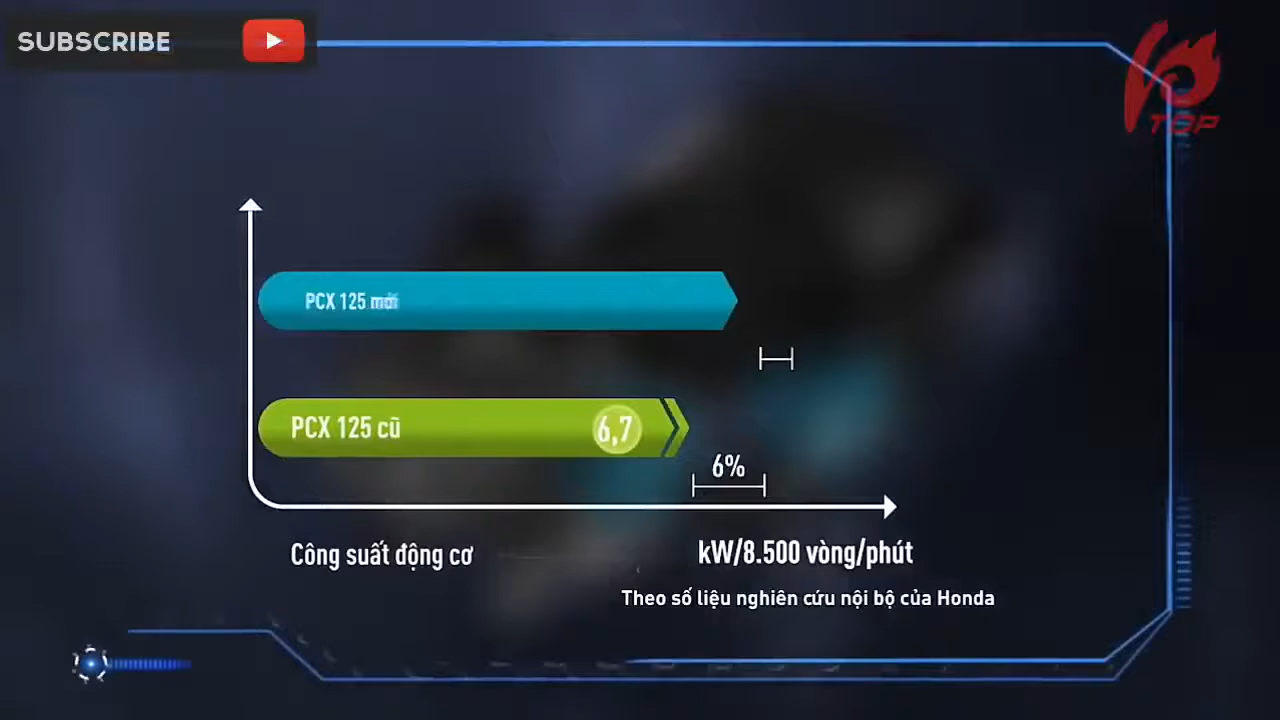 SUBSCRIBE
TOP
PCX 125 mới
PCX 125 cũ
6,7
6%
Công suất động cơ
kW/8.500 vòng/phút
Theo số liệu nghiên cứu nội bộ của Honda